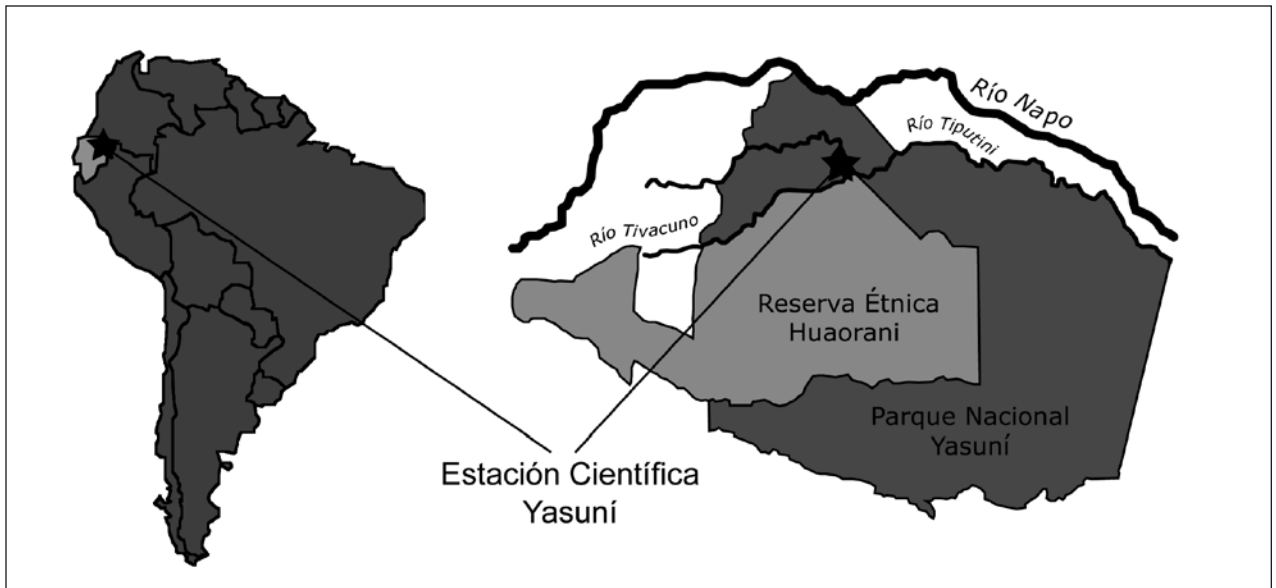 Río Napo
Río Tiputini
Río Tivacuno
Reserva Étnica
Huaorani
Parque Nacional
Yasuní
Estación Científica
Yasuní